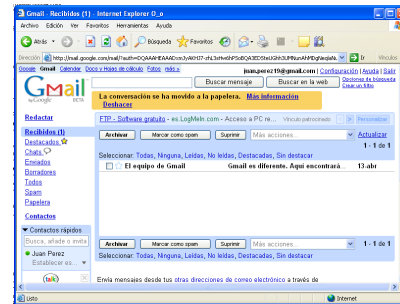 Gmail - Recibidos (1) - Internet Explorer O_o
Archivo Edición Ver Favoritos Herramientas Ayuda
Atrás Búsqueda Favoritos
Dirección Ir Vínculos
Google Gmail Calendar Docs y Hojas de cálculo Fotos más »
juan.perez19@gmail.com | Configuración | Ayuda | Salir
Gmail by Google BETA
Buscar mensaje Buscar en la web Opciones de búsqueda
Crear un filtro
La conversación se ha movido a la papelera. Más información
Deshacer
Redactar
Recibidos (1)
Destacados
Chats
Enviados
Borradores
Todos
Spam
Papelera
Contactos
Contactos rápidos
Busca, añade o invita
Juan Perez
Establecer es...
talk
FTP - Software gratuito - es.LogMeIn.com - Acceso a PC re... Vínculo patrocinado < > Personalizar
Archivar Marcar como spam Suprimir Más acciones... Actualizar
1 - 1 de 1
Seleccionar: Todas, Ninguna, Leídas, No leídas, Destacadas, Sin destacar
El equipo de Gmail Gmail es diferente. Aquí encontrará... 13-abr
Archivar Marcar como spam Suprimir Más acciones... 1 - 1 de 1
Seleccionar: Todas, Ninguna, Leídas, No leídas, Destacadas, Sin destacar
Envía mensajes desde tus otras direcciones de correo electrónico a través de
Listo Internet